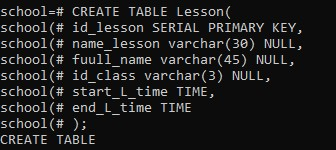 school=# CREATE TABLE Lesson(
school(# id_lesson SERIAL PRIMARY KEY,
school(# name_lesson varchar(30) NULL,
school(# fuull_name varchar(45) NULL,
school(# id_class varchar(3) NULL,
school(# start_L_time TIME,
school(# end_L_time TIME
school(# );
CREATE TABLE